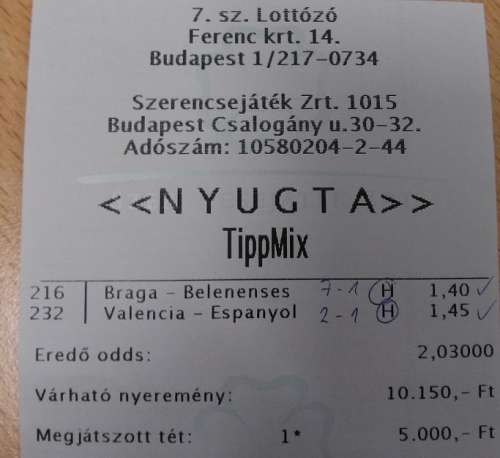 7. sz. Lottózó
Ferenc krt. 14.
Budapest 1/217-0734
Szerencsejáték Zrt. 1015
Budapest Csalogány u.30-32.
Adószám: 10580204-2-44
<<NYUGTA>>
TippMix
216 Braga - Belenenses 7-1 H 1,40 ✓
232 Valencia - Espanyol 2-1 H 1,45 ✓
Eredő odds: 2,03000
Várható nyeremény: 10.150,- Ft
Megjátszott tét: 1* 5.000,- Ft